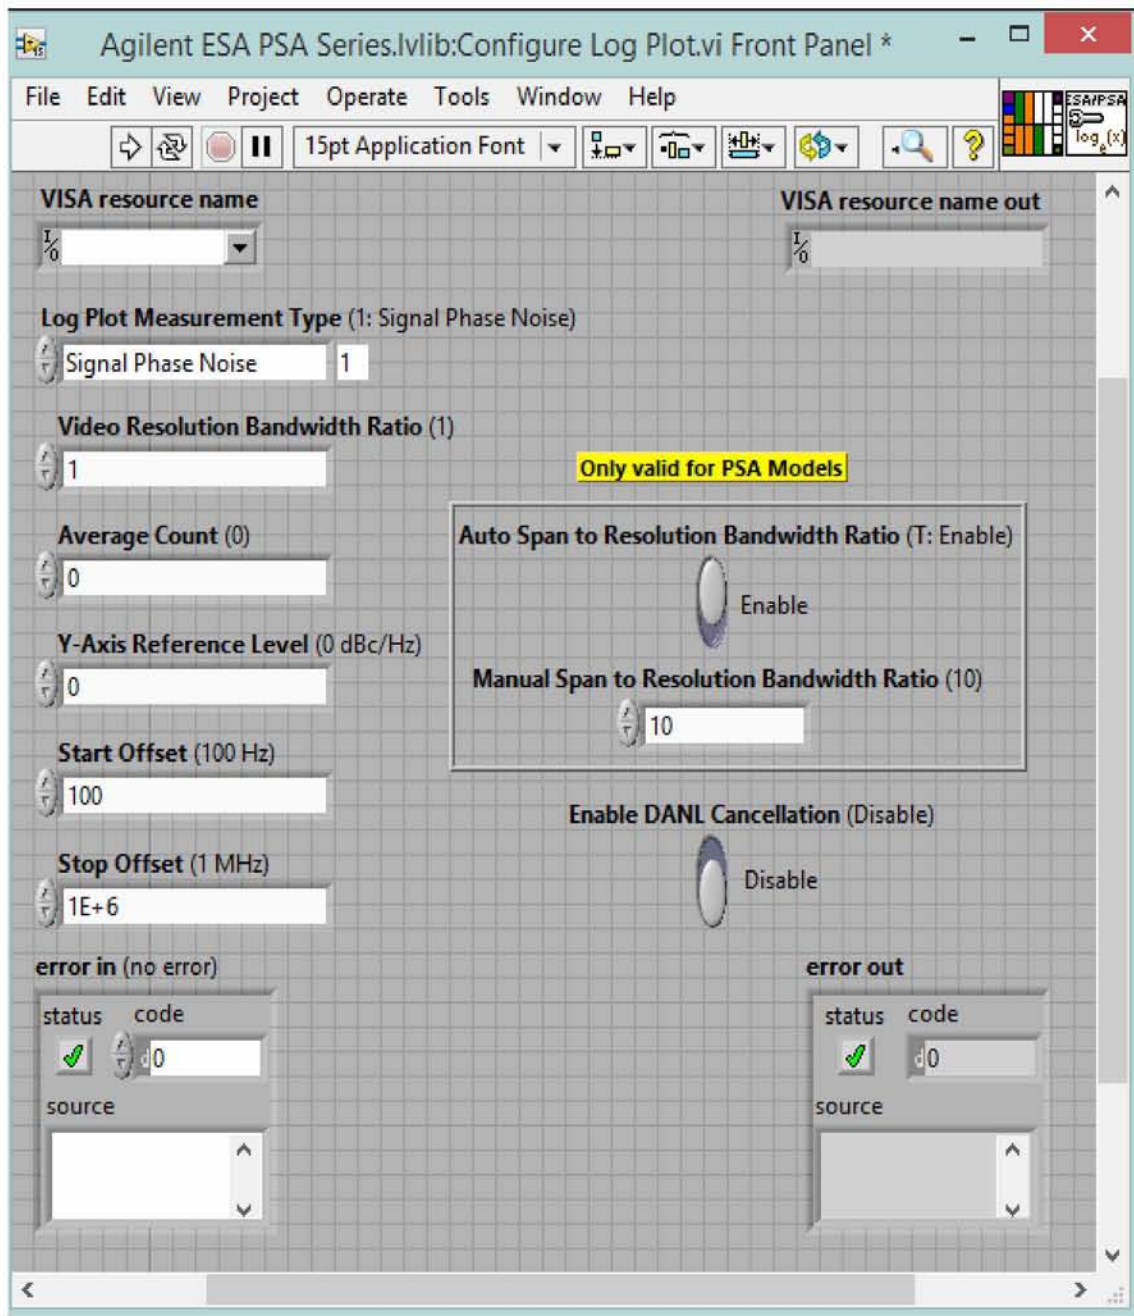 Agilent ESA PSA Series.lvlib:Configure Log Plot.vi Front Panel *
File Edit View Project Operate Tools Window Help
ESA/PSA
15pt Application Font
log e(x)
VISA resource name
VISA resource name out
I/O
I/O
Log Plot Measurement Type (1: Signal Phase Noise)
Signal Phase Noise 1
Video Resolution Bandwidth Ratio (1)
1
Only valid for PSA Models
Average Count (0)
0
Auto Span to Resolution Bandwidth Ratio (T: Enable)
Enable
Y-Axis Reference Level (0 dBc/Hz)
0
Manual Span to Resolution Bandwidth Ratio (10)
10
Start Offset (100 Hz)
100
Enable DANL Cancellation (Disable)
Disable
Stop Offset (1 MHz)
1E+6
error in (no error)
status code
d0
source
error out
status code
d0
source